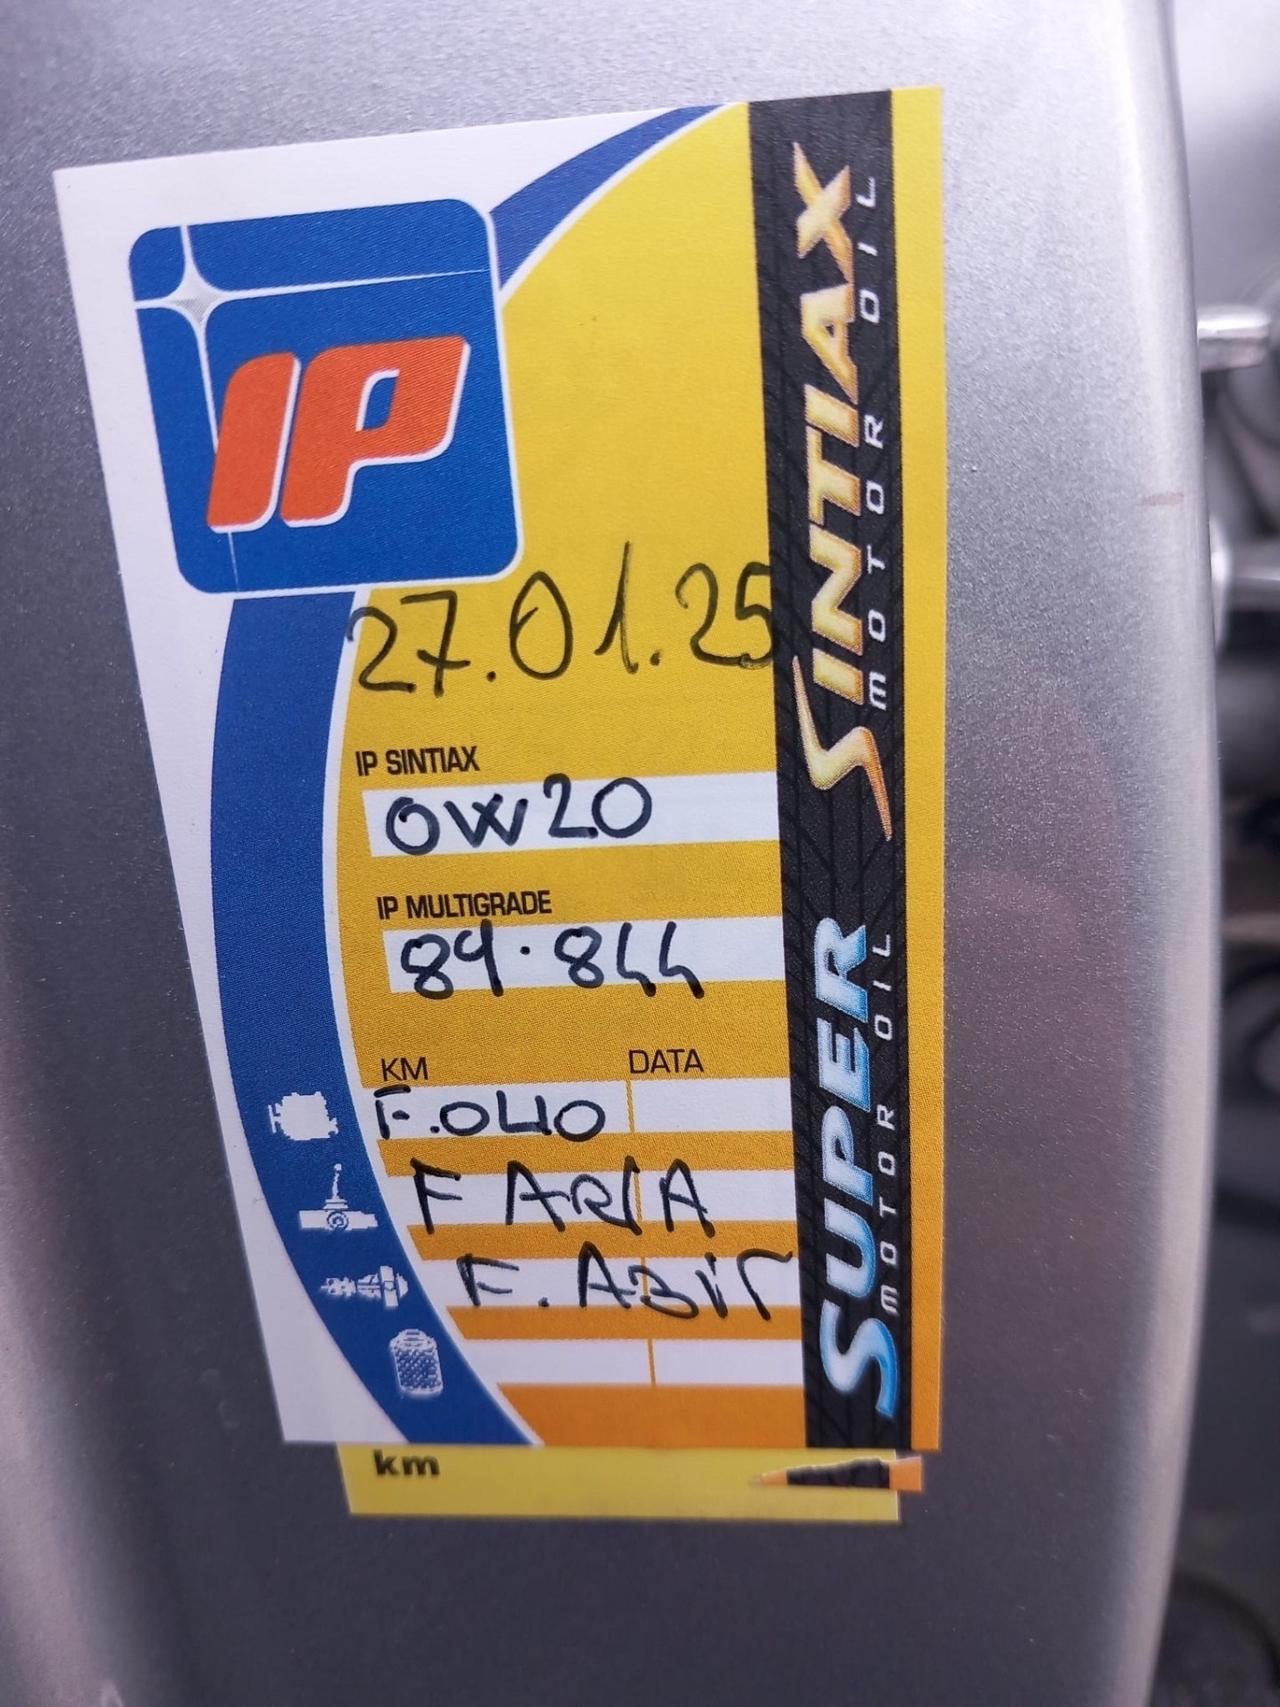 IP
27.01.25
IP SINTIAX
0W20
IP MULTIGRADE
89.844
KM DATA
F.OLIO
F ARIA
F. ABIT
SUPER MOTOR OIL
SINTIAX MOTOR OIL
km